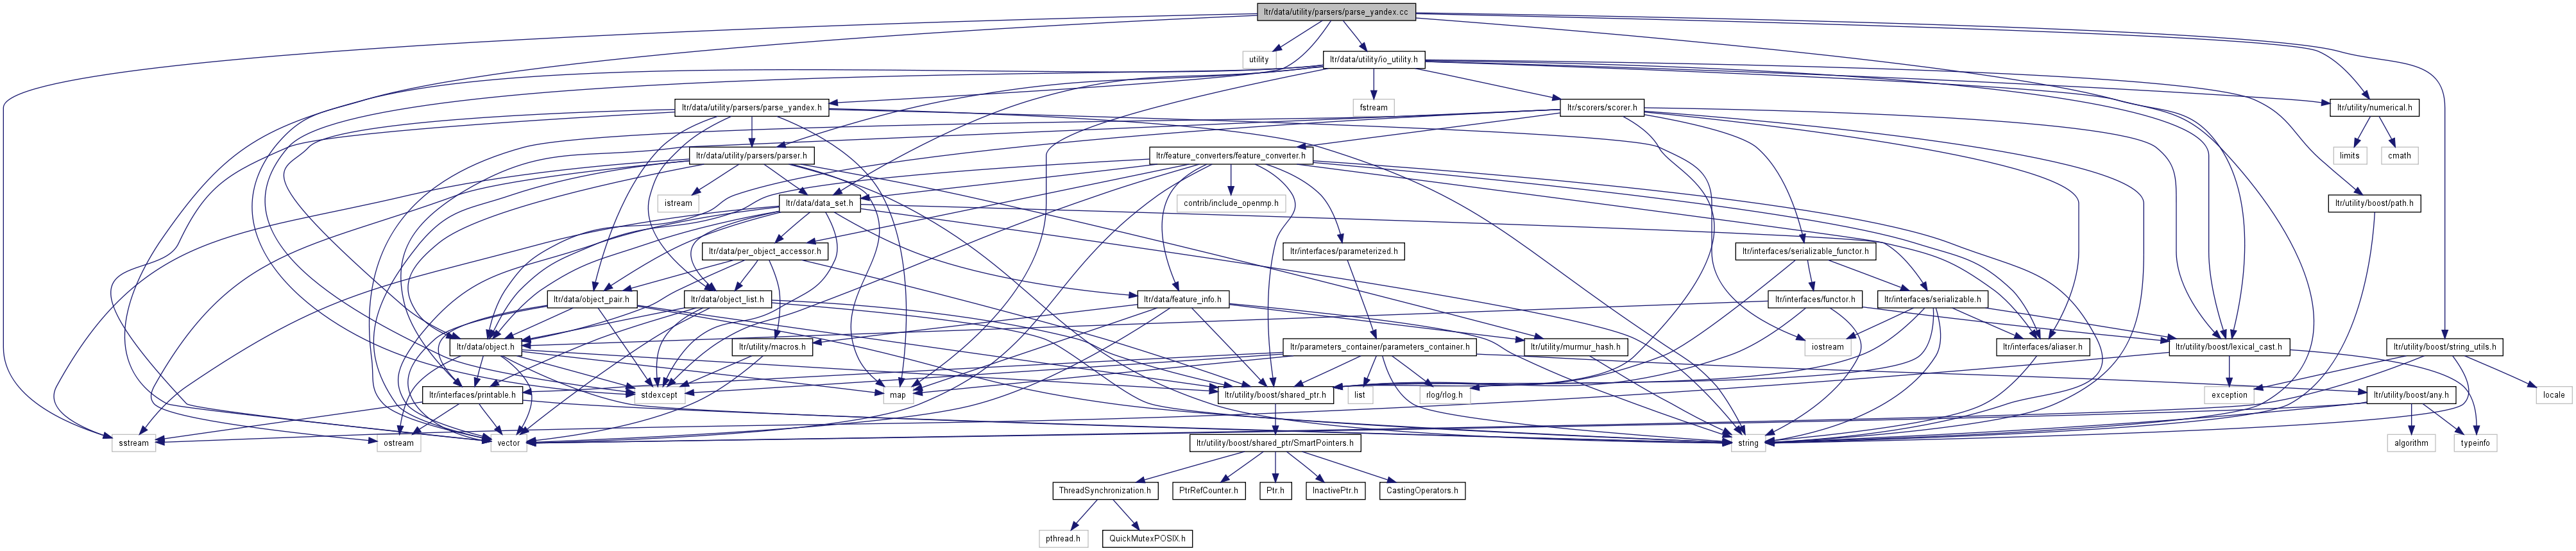 ltr/data/utility/parsers/parse_yandex.cc
utility
ltr/data/utility/io_utility.h
ltr/data/utility/parsers/parse_yandex.h
fstream
ltr/scorers/scorer.h
ltr/utility/numerical.h
ltr/data/utility/parsers/parser.h
ltr/feature_converters/feature_converter.h
limits
cmath
istream
ltr/data/data_set.h
contrib/include_openmp.h
ltr/utility/boost/path.h
ltr/data/per_object_accessor.h
ltr/interfaces/parameterized.h
ltr/interfaces/serializable_functor.h
ltr/data/object_pair.h
ltr/data/object_list.h
ltr/data/feature_info.h
ltr/interfaces/functor.h
ltr/interfaces/serializable.h
ltr/data/object.h
ltr/utility/macros.h
ltr/parameters_container/parameters_container.h
ltr/utility/murmur_hash.h
iostream
ltr/interfaces/aliaser.h
ltr/utility/boost/lexical_cast.h
ltr/utility/boost/string_utils.h
ltr/interfaces/printable.h
stdexcept
map
ltr/utility/boost/shared_ptr.h
list
rlog/rlog.h
exception
ltr/utility/boost/any.h
locale
sstream
ostream
vector
ltr/utility/boost/shared_ptr/SmartPointers.h
string
algorithm
typeinfo
ThreadSynchronization.h
PtrRefCounter.h
Ptr.h
InactivePtr.h
CastingOperators.h
pthread.h
QuickMutexPOSIX.h